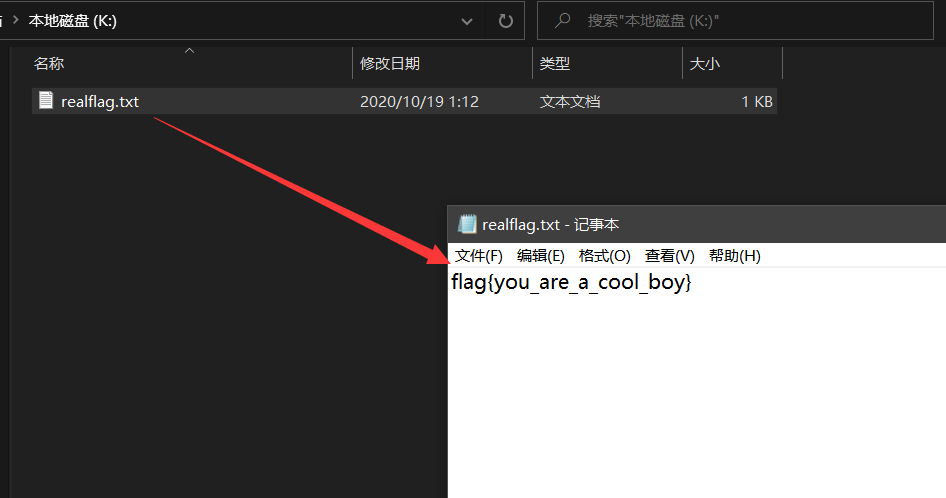 本地磁盘 (K:)
搜索"本地磁盘 (K:)"
名称 修改日期 类型 大小
realflag.txt 2020/10/19 1:12 文本文档 1 KB
realflag.txt - 记事本
文件(F) 编辑(E) 格式(O) 查看(V) 帮助(H)
flag{you_are_a_cool_boy}